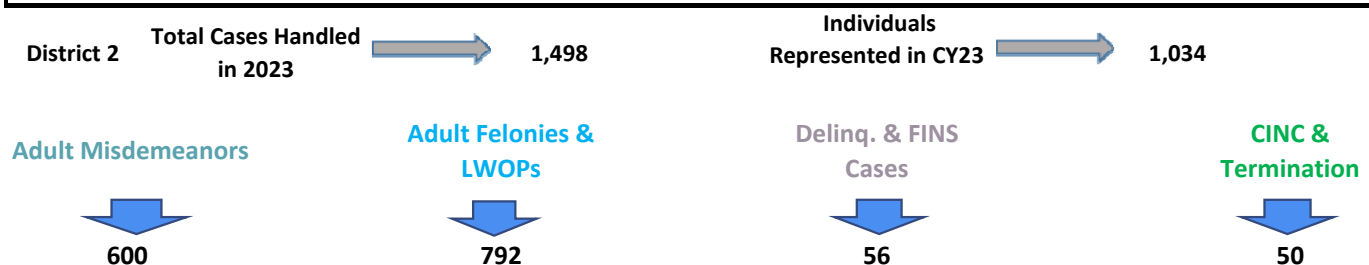 District 2
Total Cases Handled
in 2023
1,498
Individuals
Represented in CY23
1,034
Adult Misdemeanors
Adult Felonies &
LWOPs
Delinq. & FINS
Cases
CINC &
Termination
600
792
56
50